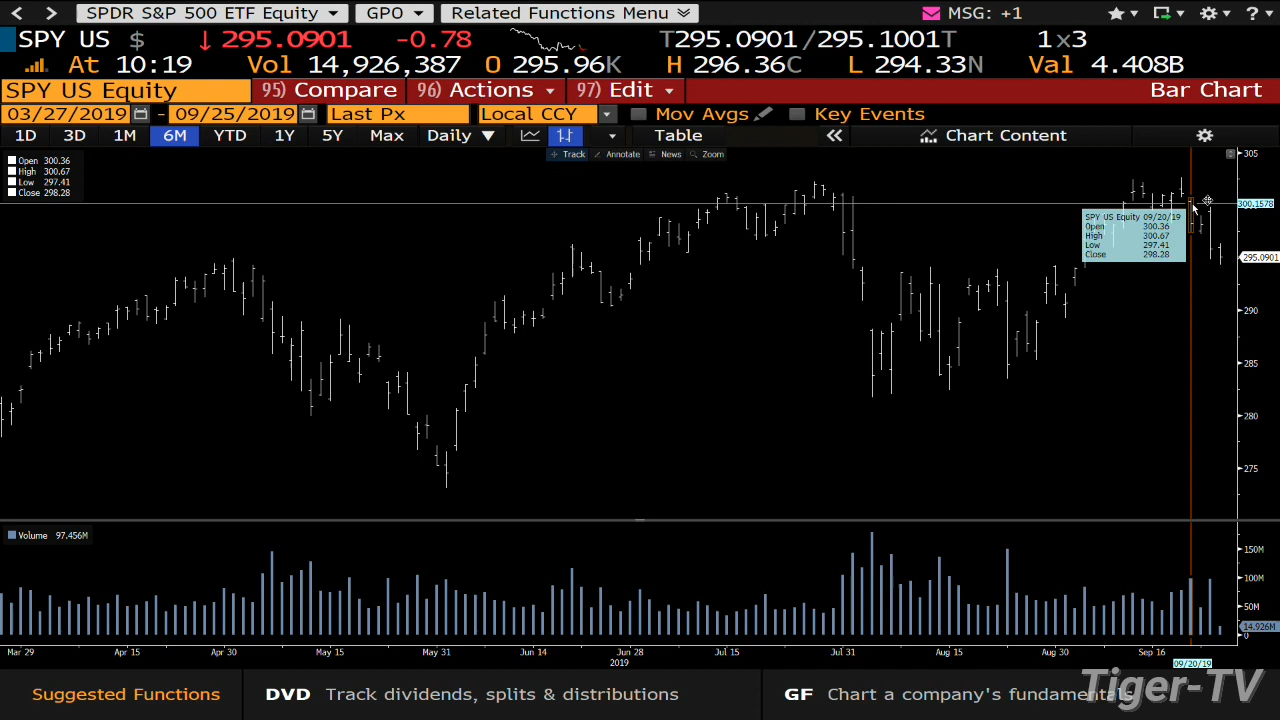 SPDR S&P 500 ETF Equity GPO Related Functions Menu MSG: +1 ?
SPY US $ ↓ 295.0901 -0.78 T295.0901/295.1001T 1x3
At 10:19 Vol 14,926,387 O 295.96K H 296.36C L 294.33N Val 4.408B
SPY US Equity 95) Compare 96) Actions 97) Edit Bar Chart
03/27/2019 - 09/25/2019 Last Px Local CCY Mov Avgs Key Events
1D 3D 1M 6M YTD 1Y 5Y Max Daily ▼ Table « Chart Content
Track Annotate News Zoom
Open 300.36
High 300.67
Low 297.41
Close 298.28
305
300.1578
SPY US Equity 09/20/19
Open 300.36
High 300.67
Low 297.41
Close 298.28
295.0901
290
285
280
275
Volume 97.456M
150M
100M
50M
14.926M
0
Mar 29 Apr 15 Apr 30 May 15 May 31 Jun 14 Jun 28 Jul 15 Jul 31 Aug 15 Aug 30 Sep 16
2019 09/20/19
Suggested Functions DVD Track dividends, splits & distributions GF Chart a company's fundamentals
Tiger-TV